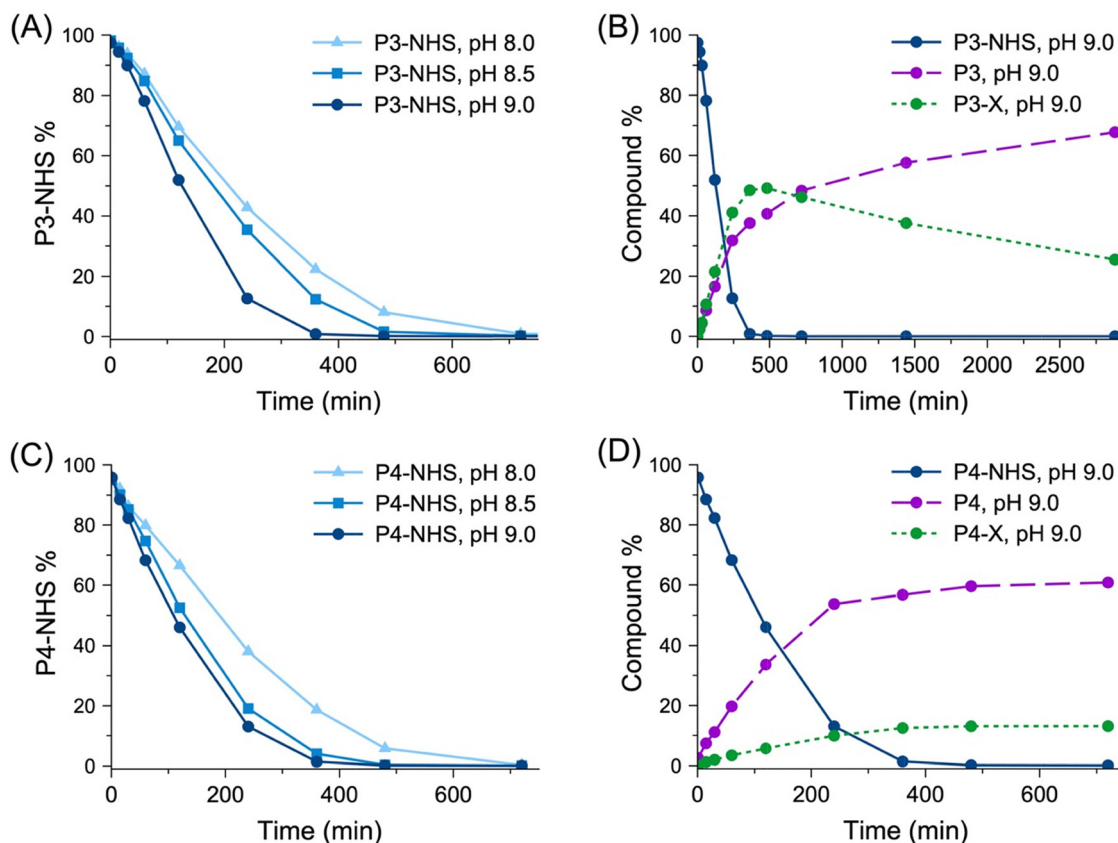 (A)
P3-NHS, pH 8.0
P3-NHS, pH 8.5
P3-NHS, pH 9.0
P3-NHS %
100
80
60
40
20
0
0 200 400 600
Time (min)
(B)
P3-NHS, pH 9.0
P3, pH 9.0
P3-X, pH 9.0
Compound %
100
80
60
40
20
0
0 500 1000 1500 2000 2500
Time (min)
(C)
P4-NHS, pH 8.0
P4-NHS, pH 8.5
P4-NHS, pH 9.0
P4-NHS %
100
80
60
40
20
0
0 200 400 600
Time (min)
(D)
P4-NHS, pH 9.0
P4, pH 9.0
P4-X, pH 9.0
Compound %
100
80
60
40
20
0
0 200 400 600
Time (min)